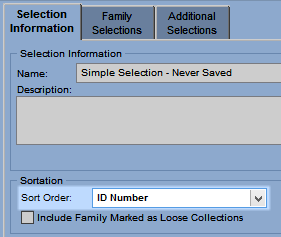 Selection Information
Family Selections
Additional Selections
Selection Information
Name: Simple Selection - Never Saved
Description:
Sortation
Sort Order: ID Number
Include Family Marked as Loose Collections